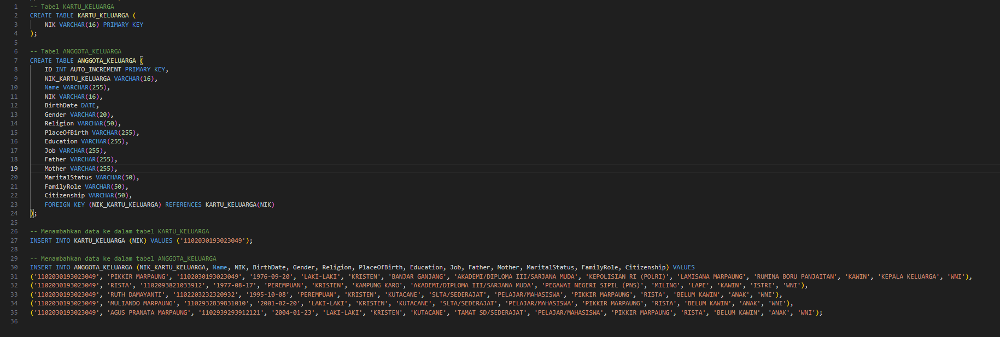 1 -- Tabel KARTU_KELUARGA
2 CREATE TABLE KARTU_KELUARGA (
3 NIK VARCHAR(16) PRIMARY KEY
4 );
5
6 -- Tabel ANGGOTA_KELUARGA
7 CREATE TABLE ANGGOTA_KELUARGA (
8 ID INT AUTO_INCREMENT PRIMARY KEY,
9 NIK_KARTU_KELUARGA VARCHAR(16),
10 Name VARCHAR(255),
11 NIK VARCHAR(16),
12 BirthDate DATE,
13 Gender VARCHAR(20),
14 Religion VARCHAR(50),
15 PlaceOfBirth VARCHAR(255),
16 Education VARCHAR(255),
17 Job VARCHAR(255),
18 Father VARCHAR(255),
19 Mother VARCHAR(255),
20 MaritalStatus VARCHAR(50),
21 FamilyRole VARCHAR(50),
22 Citizenship VARCHAR(50),
23 FOREIGN KEY (NIK_KARTU_KELUARGA) REFERENCES KARTU_KELUARGA(NIK)
24 );
25
26 -- Menambahkan data ke dalam tabel KARTU_KELUARGA
27 INSERT INTO KARTU_KELUARGA (NIK) VALUES ('1102030193023049');
28
29 -- Menambahkan data ke dalam tabel ANGGOTA_KELUARGA
30 INSERT INTO ANGGOTA_KELUARGA (NIK_KARTU_KELUARGA, Name, NIK, BirthDate, Gender, Religion, PlaceOfBirth, Education, Job, Father, Mother, MaritalStatus, FamilyRole, Citizenship) VALUES
31 ('1102030193023049', 'PIKKIR MARPAUNG', '1102030193023049', '1976-09-20', 'LAKI-LAKI', 'KRISTEN', 'BANJAR GANJANG', 'AKADEMI/DIPLOMA III/SARJANA MUDA', 'KEPOLISIAN RI (POLRI)', 'LAMISANA MARPAUNG', 'RUMINA BORU PANJAITAN', 'KAWIN', 'KEPALA KELUARGA', 'WNI'),
32 ('1102030193023049', 'RISTA', '1102093821033912', '1977-08-17', 'PEREMPUAN', 'KRISTEN', 'KAMPUNG KARO', 'AKADEMI/DIPLOMA III/SARJANA MUDA', 'PEGAWAI NEGERI SIPIL (PNS)', 'MILING', 'LAPE', 'KAWIN', 'ISTRI', 'WNI'),
33 ('1102030193023049', 'RUTH DAMAYANTI', '1102203232320932', '1995-10-08', 'PEREMPUAN', 'KRISTEN', 'KUTACANE', 'SLTA/SEDERAJAT', 'PELAJAR/MAHASISWA', 'PIKKIR MARPAUNG', 'RISTA', 'BELUM KAWIN', 'ANAK', 'WNI'),
34 ('1102030193023049', 'MULIANDO MARPAUNG', '1102932839831010', '2001-02-20', 'LAKI-LAKI', 'KRISTEN', 'KUTACANE', 'SLTA/SEDERAJAT', 'PELAJAR/MAHASISWA', 'PIKKIR MARPAUNG', 'RISTA', 'BELUM KAWIN', 'ANAK', 'WNI'),
35 ('1102030193023049', 'AGUS PRANATA MARPAUNG', '1102939293912121', '2004-01-23', 'LAKI-LAKI', 'KRISTEN', 'KUTACANE', 'TAMAT SD/SEDERAJAT', 'PELAJAR/MAHASISWA', 'PIKKIR MARPAUNG', 'RISTA', 'BELUM KAWIN', 'ANAK', 'WNI');
36